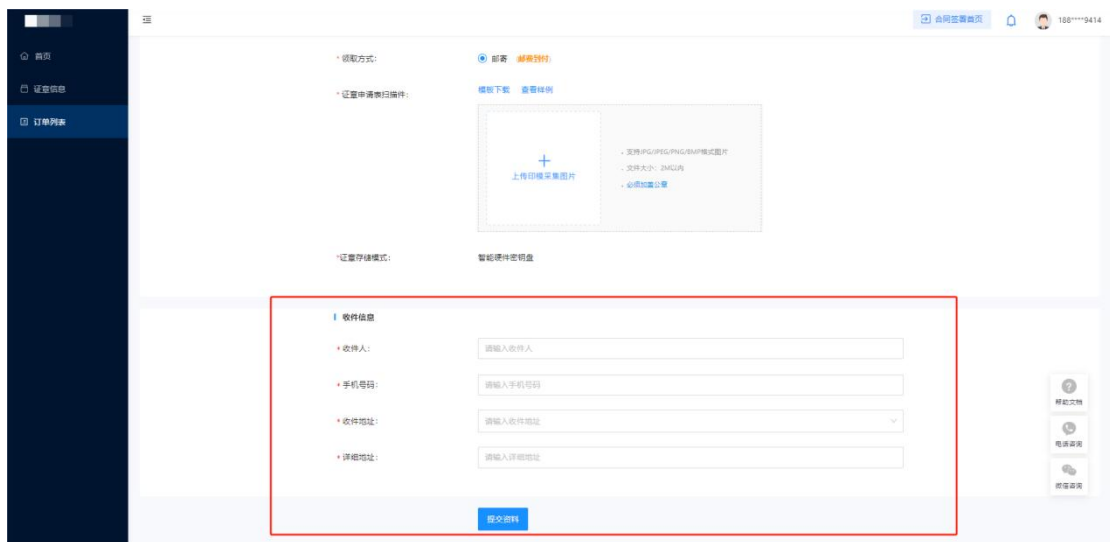 合同签署首页
188****9414
首页
证章信息
订单列表
* 领取方式：
邮寄 邮寄到付
* 证章申请表扫描件：
模板下载 查看样例
+
上传印模采集图片
. 支持JPG/JPEG/PNG/BMP格式图片
. 文件大小：2M以内
. 必须加盖公章
*证章存储模式：
智能硬件密钥盘
收件信息
* 收件人：
请输入收件人
* 手机号码：
请输入手机号码
* 收件地址：
请输入收件地址
* 详细地址：
请输入详细地址
提交资料
帮助文档
电话咨询
微信咨询